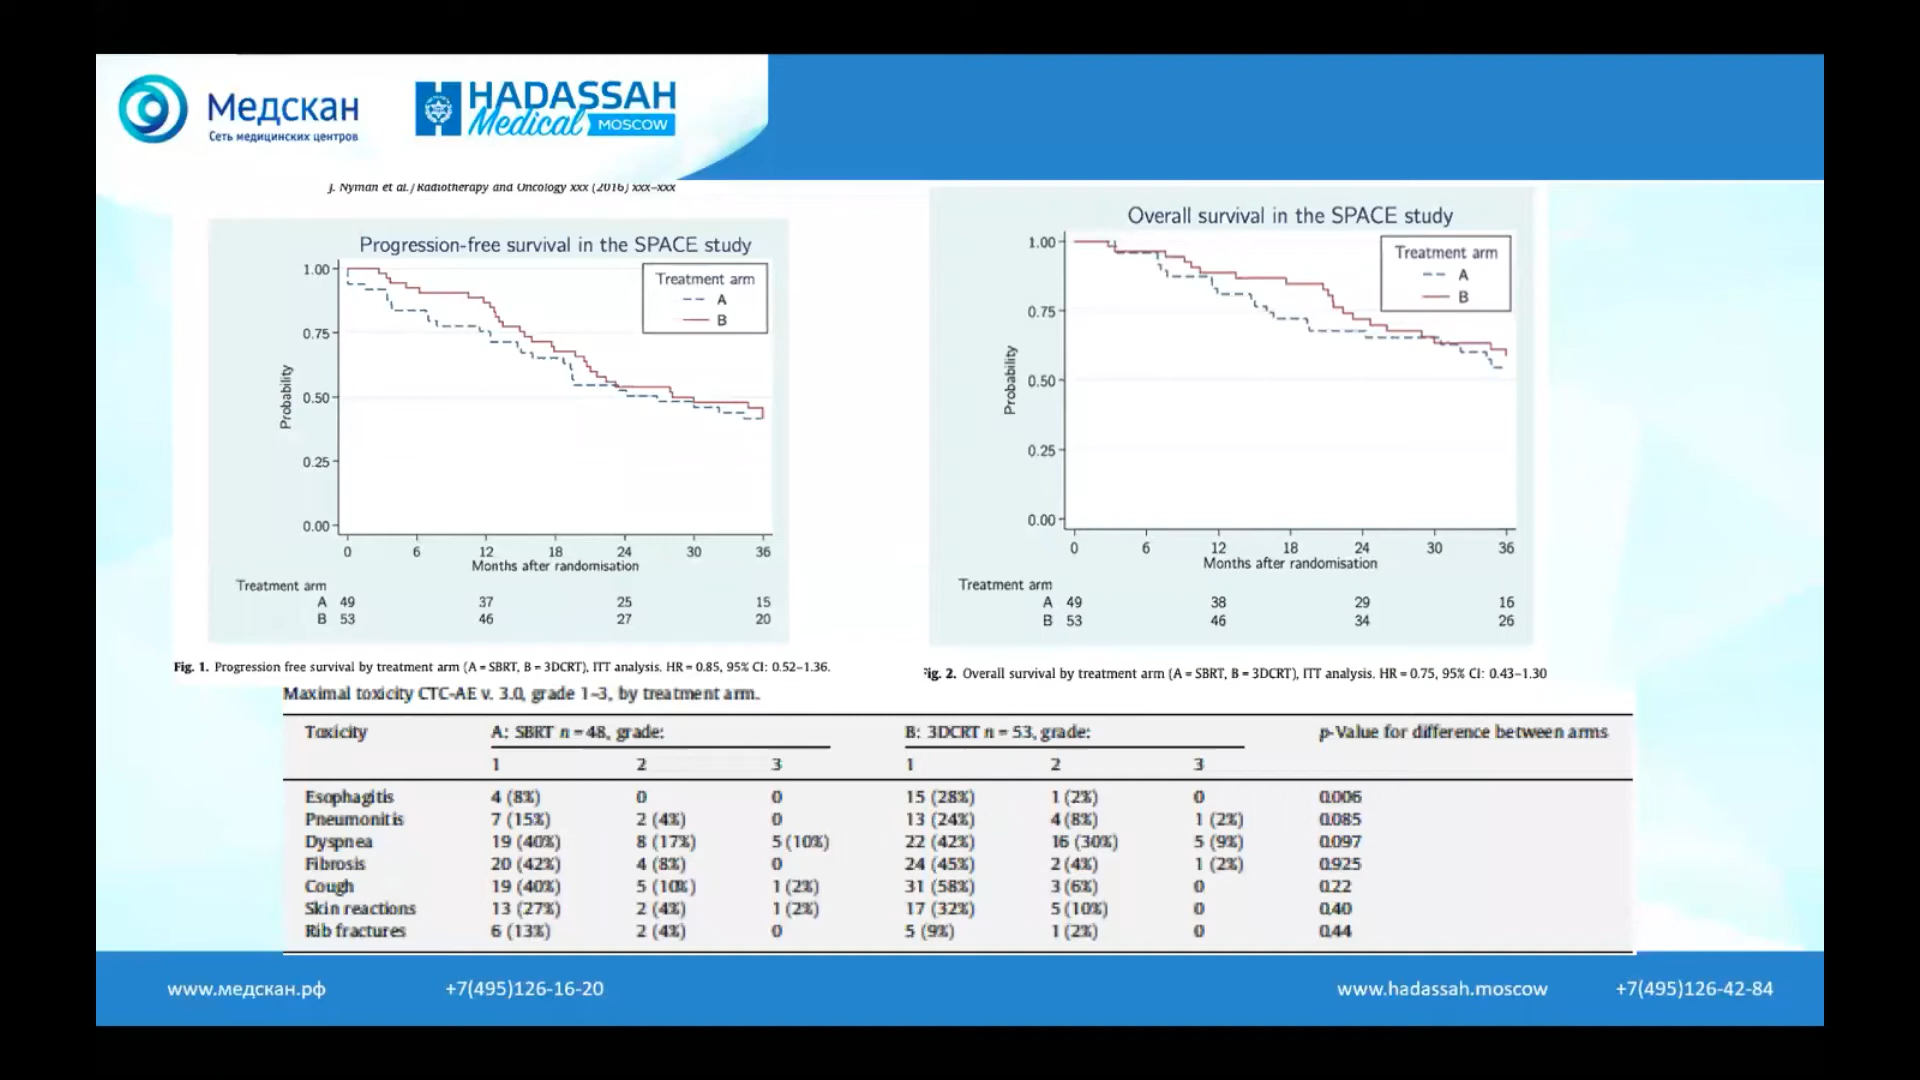 Медскан
Сеть медицинских центров
HADASSAH
Medical MOSCOW
J. Nyman et al./Radiotherapy and Oncology xxx (2016) xxx–xxx
Progression-free survival in the SPACE study
Treatment arm
A
B
Probability
1.00
0.75
0.50
0.25
0.00
0 6 12 18 24 30 36
Months after randomisation
Treatment arm
A 49 37 25 15
B 53 46 27 20
Fig. 1. Progression free survival by treatment arm (A = SBRT, B = 3DCRT), ITT analysis. HR = 0.85, 95% CI: 0.52–1.36.
Overall survival in the SPACE study
Treatment arm
A
B
Probability
1.00
0.75
0.50
0.25
0.00
0 6 12 18 24 30 36
Months after randomisation
Treatment arm
A 49 38 29 16
B 53 46 34 26
Fig. 2. Overall survival by treatment arm (A = SBRT, B = 3DCRT), ITT analysis. HR = 0.75, 95% CI: 0.43–1.30
Maximal toxicity CTC-AE v. 3.0, grade 1–3, by treatment arm.
Toxicity A: SBRT n = 48, grade: B: 3DCRT n = 53, grade: p-Value for difference between arms
1 2 3 1 2 3
Esophagitis 4 (8%) 0 0 15 (28%) 1 (2%) 0 0.006
Pneumonitis 7 (15%) 2 (4%) 0 13 (24%) 4 (8%) 1 (2%) 0.085
Dyspnea 19 (40%) 8 (17%) 5 (10%) 22 (42%) 16 (30%) 5 (9%) 0.097
Fibrosis 20 (42%) 4 (8%) 0 24 (45%) 2 (4%) 1 (2%) 0.925
Cough 19 (40%) 5 (10%) 1 (2%) 31 (58%) 3 (6%) 0 0.22
Skin reactions 13 (27%) 2 (4%) 1 (2%) 17 (32%) 5 (10%) 0 0.40
Rib fractures 6 (13%) 2 (4%) 0 5 (9%) 1 (2%) 0 0.44
www.медскан.рф +7(495)126-16-20 www.hadassah.moscow +7(495)126-42-84